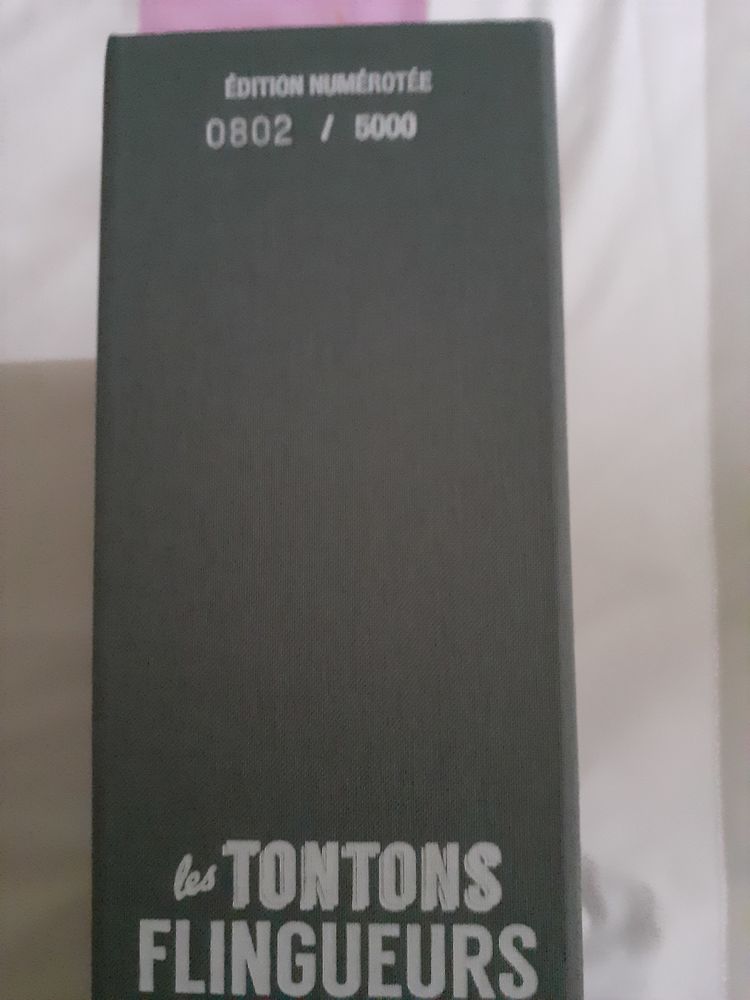 ÉDITION NUMÉROTÉE
0802 / 5000
les TONTONS
FLINGUEURS